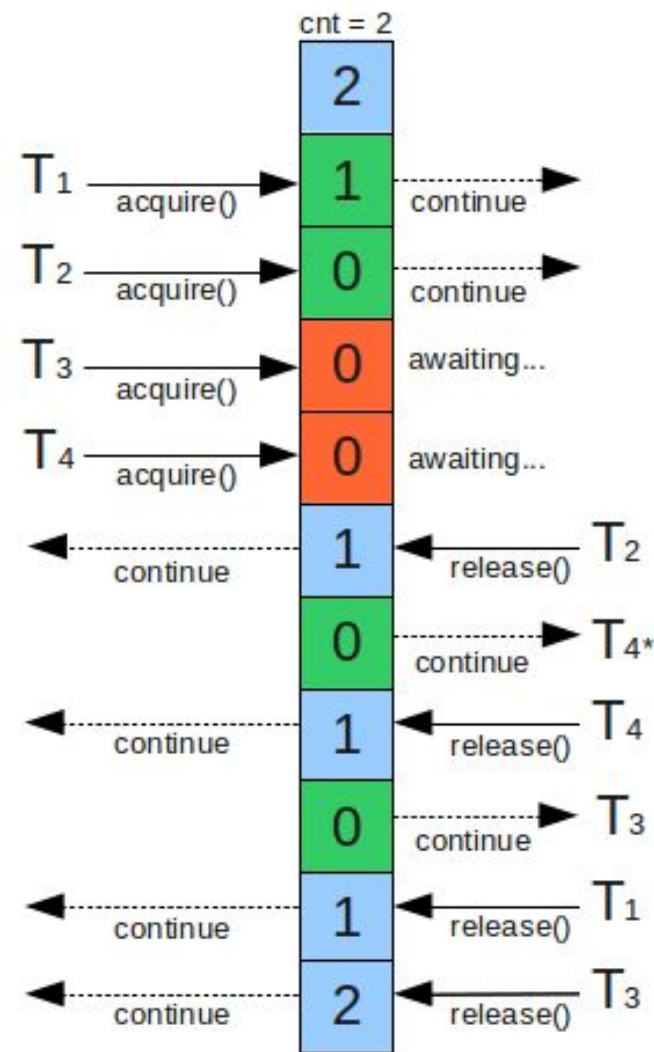 cnt = 2
2
T1 acquire() 1 continue
T2 acquire() 0 continue
T3 acquire() 0 awaiting...
T4 acquire() 0 awaiting...
continue 1 release() T2
0 continue T4*
continue 1 release() T4
0 continue T3
continue 1 release() T1
continue 2 release() T3